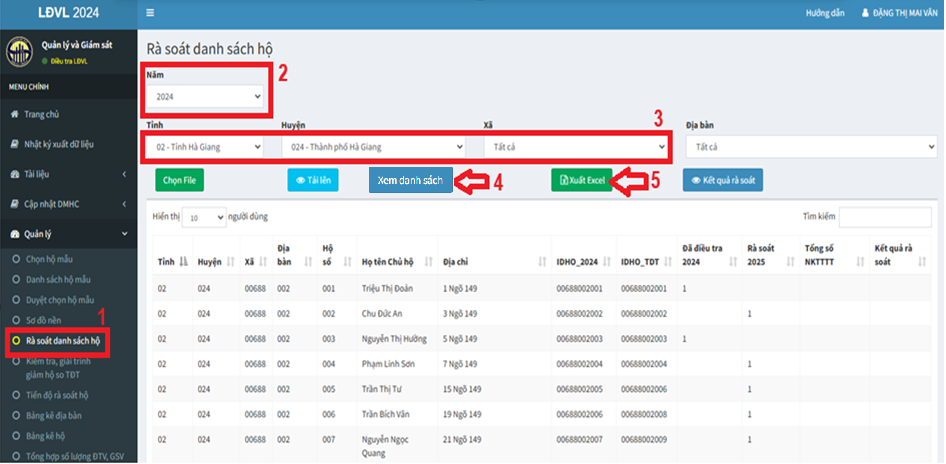 LĐVL 2024
Hướng dẫn ĐẶNG THỊ MAI VÂN
Quản lý và Giám sát
Điều tra LĐVL
MENU CHÍNH
Trang chủ
Nhật ký xuất dữ liệu
Tài liệu
Cập nhật DMHC
Quản lý
Chọn hộ mẫu
Danh sách hộ mẫu
Duyệt chọn hộ mẫu
Sơ đồ nền
1
Rà soát danh sách hộ
Kiểm tra, giải trình
giám hộ so TĐT
Tiến độ rà soát hộ
Bảng kê địa bàn
Bảng kê hộ
Tổng hợp số lượng ĐTV, GSV
Rà soát danh sách hộ
Năm
2
2024
Tỉnh Huyện Xã 3 Địa bàn
02 - Tỉnh Hà Giang 024 - Thành phố Hà Giang Tất cả Tất cả
Chọn File Tải lên Xem danh sách 4 Xuất Excel 5 Kết quả rà soát
Hiển thị 10 người dùng Tìm kiếm
Tỉnh Huyện Xã Địa bàn Hộ số Họ tên Chủ hộ Địa chỉ IDHO_2024 IDHO_TDT Đã điều tra 2024 Rà soát 2025 Tổng số NKTTTT Kết quả rà soát
02 024 00688 002 001 Triệu Thị Đoán 1 Ngõ 149 00688002001 00688002001 1
02 024 00688 002 002 Chu Đức An 3 Ngõ 149 00688002002 00688002002 1
02 024 00688 002 003 Nguyễn Thị Hường 5 Ngõ 149 00688002003 00688002003 1
02 024 00688 002 004 Phạm Linh Sơn 7 Ngõ 149 00688002004 00688002004 1
02 024 00688 002 005 Trần Thị Tư 15 Ngõ 149 00688002005 00688002006 1
02 024 00688 002 006 Trần Bích Vân 19 Ngõ 149 00688002006 00688002008 1
02 024 00688 002 007 Nguyễn Ngọc Quang 21 Ngõ 149 00688002007 00688002009 1